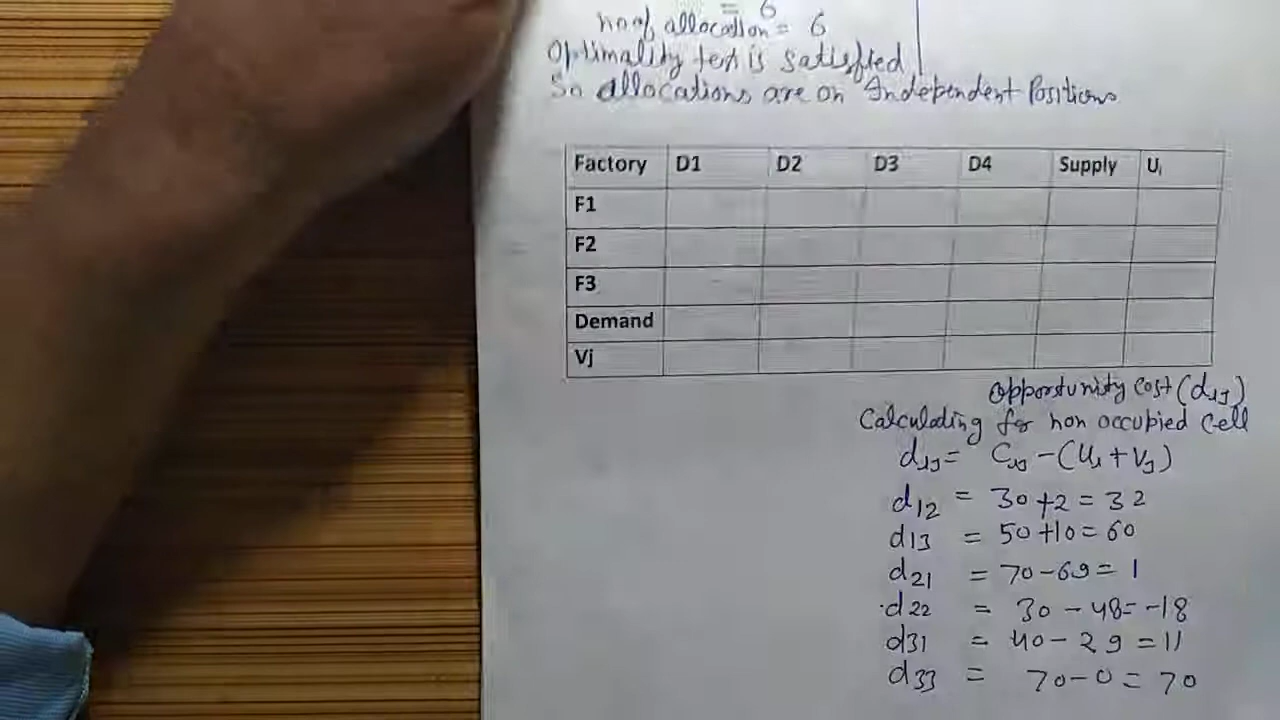 = 6
no of allocation = 6
Optimality test is satisfied
So allocations are on Independent Positions
Factory D1 D2 D3 D4 Supply Ui
F1
F2
F3
Demand
Vj
Opportunity cost (dij)
Calculating for non occupied cell
dij = Cij - (Ui + Vj)
d12 = 30+2 = 32
d13 = 50+10 = 60
d21 = 70-69 = 1
d22 = 30-48 = -18
d31 = 40-29 = 11
d33 = 70-0 = 70